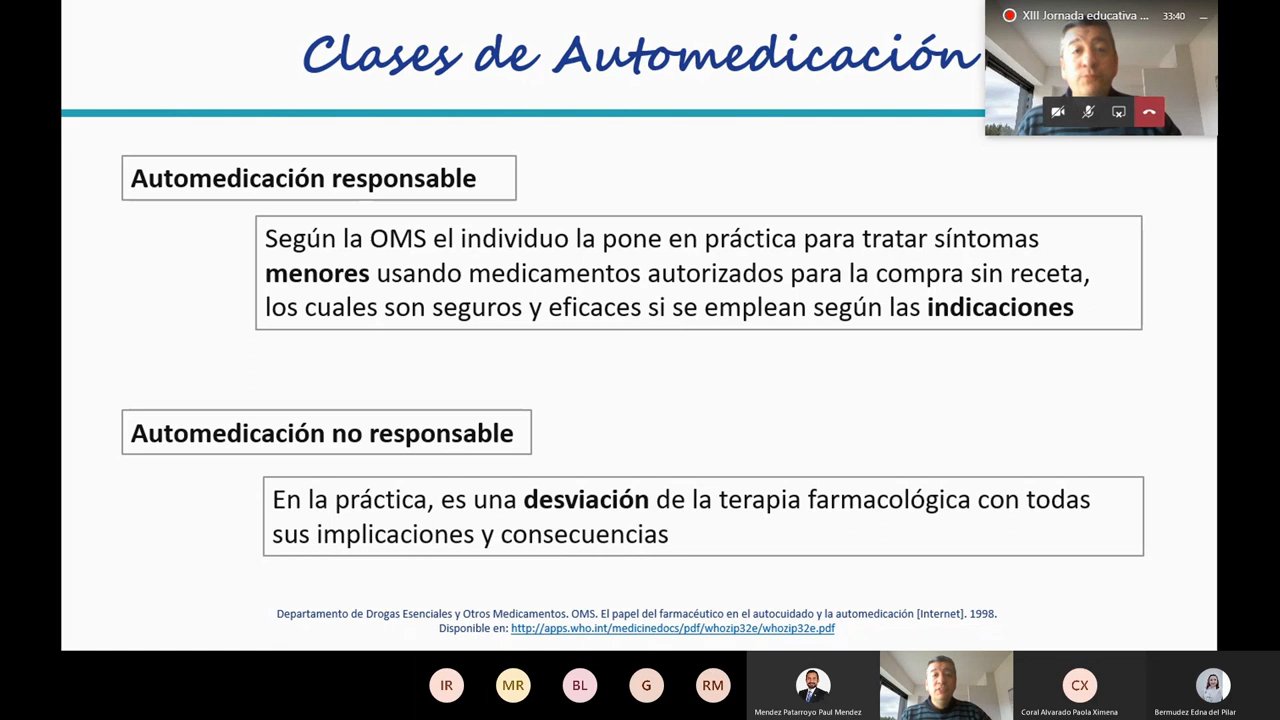 Clases de Automedicación
XIII Jornada educativa ...
33:40
Automedicación responsable
Según la OMS el individuo la pone en práctica para tratar síntomas
menores usando medicamentos autorizados para la compra sin receta,
los cuales son seguros y eficaces si se emplean según las indicaciones
Automedicación no responsable
En la práctica, es una desviación de la terapia farmacológica con todas
sus implicaciones y consecuencias
Departamento de Drogas Esenciales y Otros Medicamentos. OMS. El papel del farmacéutico en el autocuidado y la automedicación [Internet]. 1998.
Disponible en: http://apps.who.int/medicinedocs/pdf/whozip32e/whozip32e.pdf
IR
MR
BL
G
RM
Mendez Patarroyo Paul Mendez
CX
Coral Alvarado Paola Ximena
Bermudez Edna del Pilar